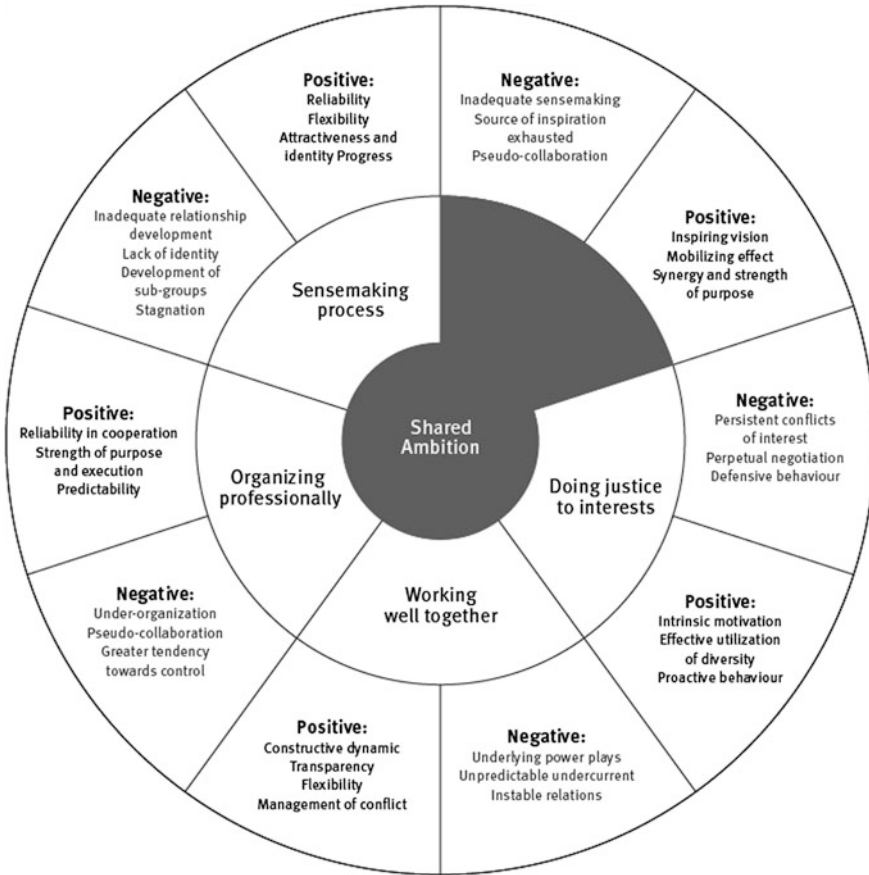 Positive:
Reliability
Flexibility
Attractiveness and
identity Progress
Negative:
Inadequate sensemaking
Source of inspiration
exhausted
Pseudo-collaboration
Positive:
Inspiring vision
Mobilizing effect
Synergy and strength
of purpose
Negative:
Persistent conflicts
of interest
Perpetual negotiation
Defensive behaviour
Positive:
Intrinsic motivation
Effective utilization
of diversity
Proactive behaviour
Negative:
Underlying power plays
Unpredictable undercurrent
Instable relations
Positive:
Constructive dynamic
Transparency
Flexibility
Management of conflict
Negative:
Under-organization
Pseudo-collaboration
Greater tendency
towards control
Positive:
Reliability in cooperation
Strength of purpose
and execution
Predictability
Negative:
Inadequate relationship
development
Lack of identity
Development of
sub-groups
Stagnation
Sensemaking
process
Shared
Ambition
Doing justice
to interests
Working
well together
Organizing
professionally